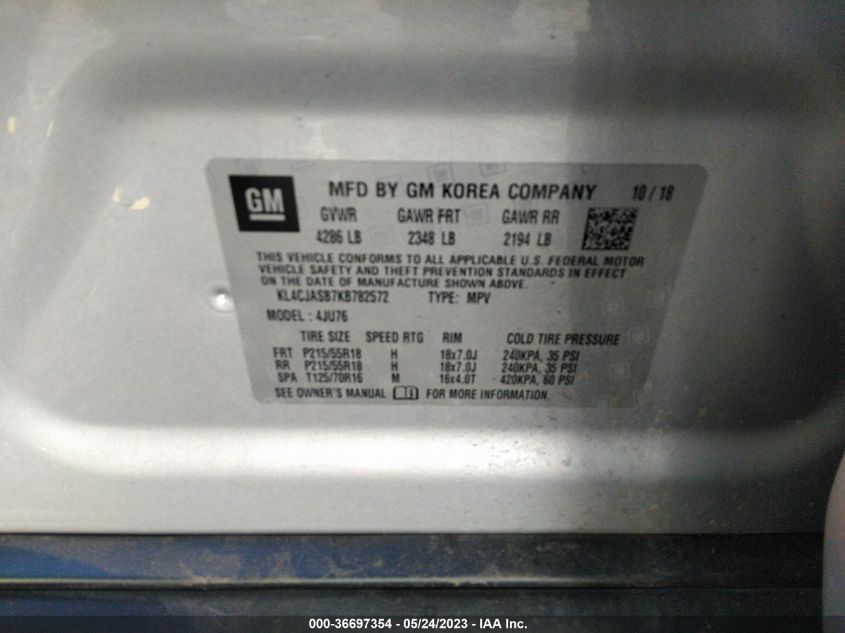 GM
MFD BY GM KOREA COMPANY 10 / 18
GVWR GAWR FRT GAWR RR
4286 LB 2348 LB 2194 LB
THIS VEHICLE CONFORMS TO ALL APPLICABLE U.S. FEDERAL MOTOR
VEHICLE SAFETY AND THEFT PREVENTION STANDARDS IN EFFECT
ON THE DATE OF MANUFACTURE SHOWN ABOVE.
KL4CJASB7KB782572 TYPE: MPV
MODEL : 4JU76
TIRE SIZE SPEED RTG RIM COLD TIRE PRESSURE
FRT P215/55R18 H 18x7.0J 240KPA, 35 PSI
RR P215/55R18 H 18x7.0J 240KPA, 35 PSI
SPA T125/70R16 M 16x4.0T 420KPA, 60 PSI
SEE OWNER'S MANUAL FOR MORE INFORMATION.
000-36697354 - 05/24/2023 - IAA Inc.